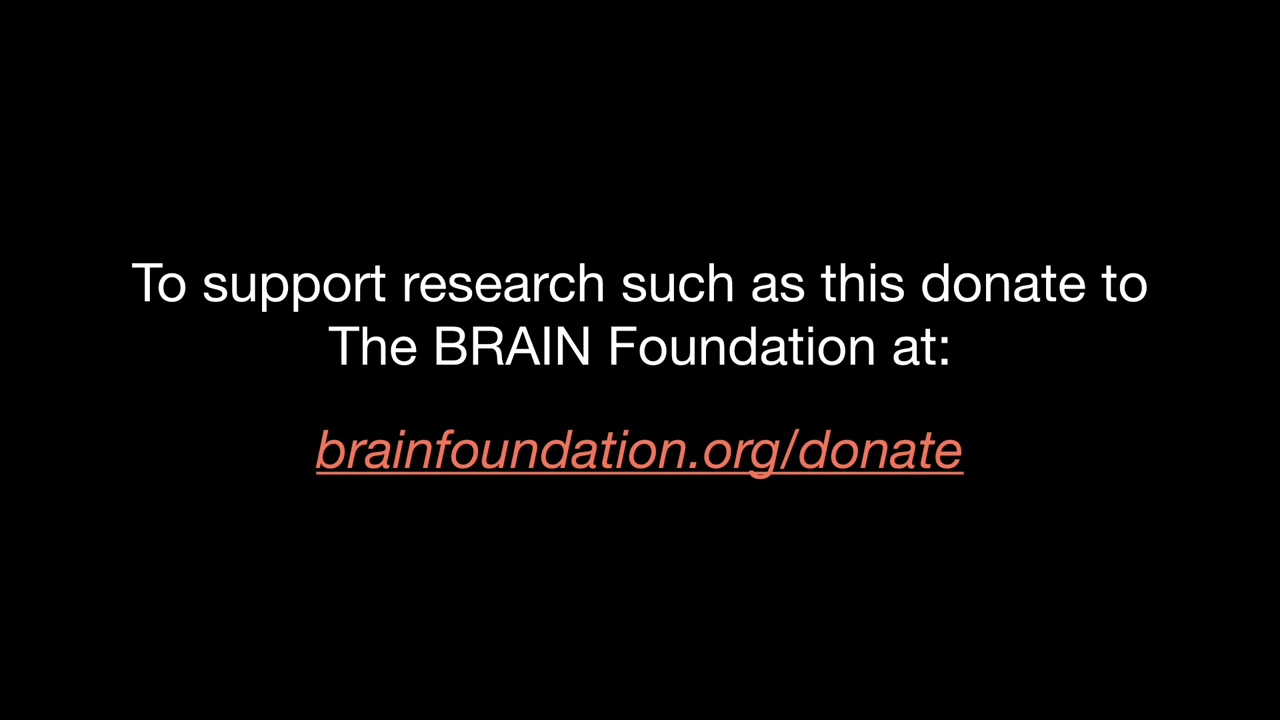 To support research such as this donate to
The BRAIN Foundation at:
brainfoundation.org/donate